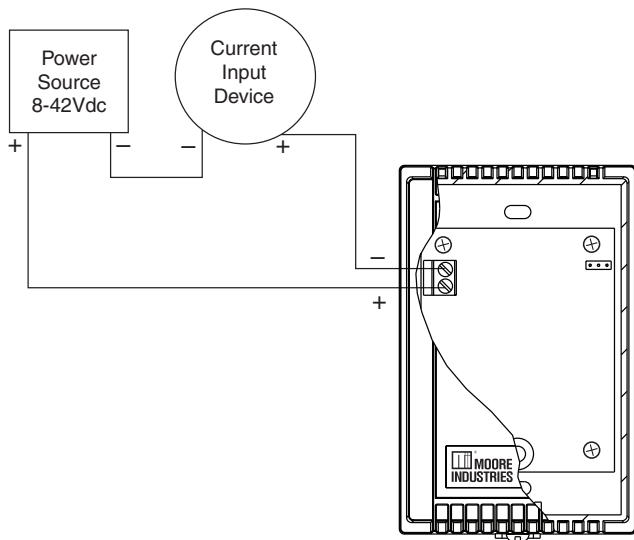 Power
Source
8-42Vdc
Current
Input
Device
+
–
–
+
–
+
MOORE
INDUSTRIES